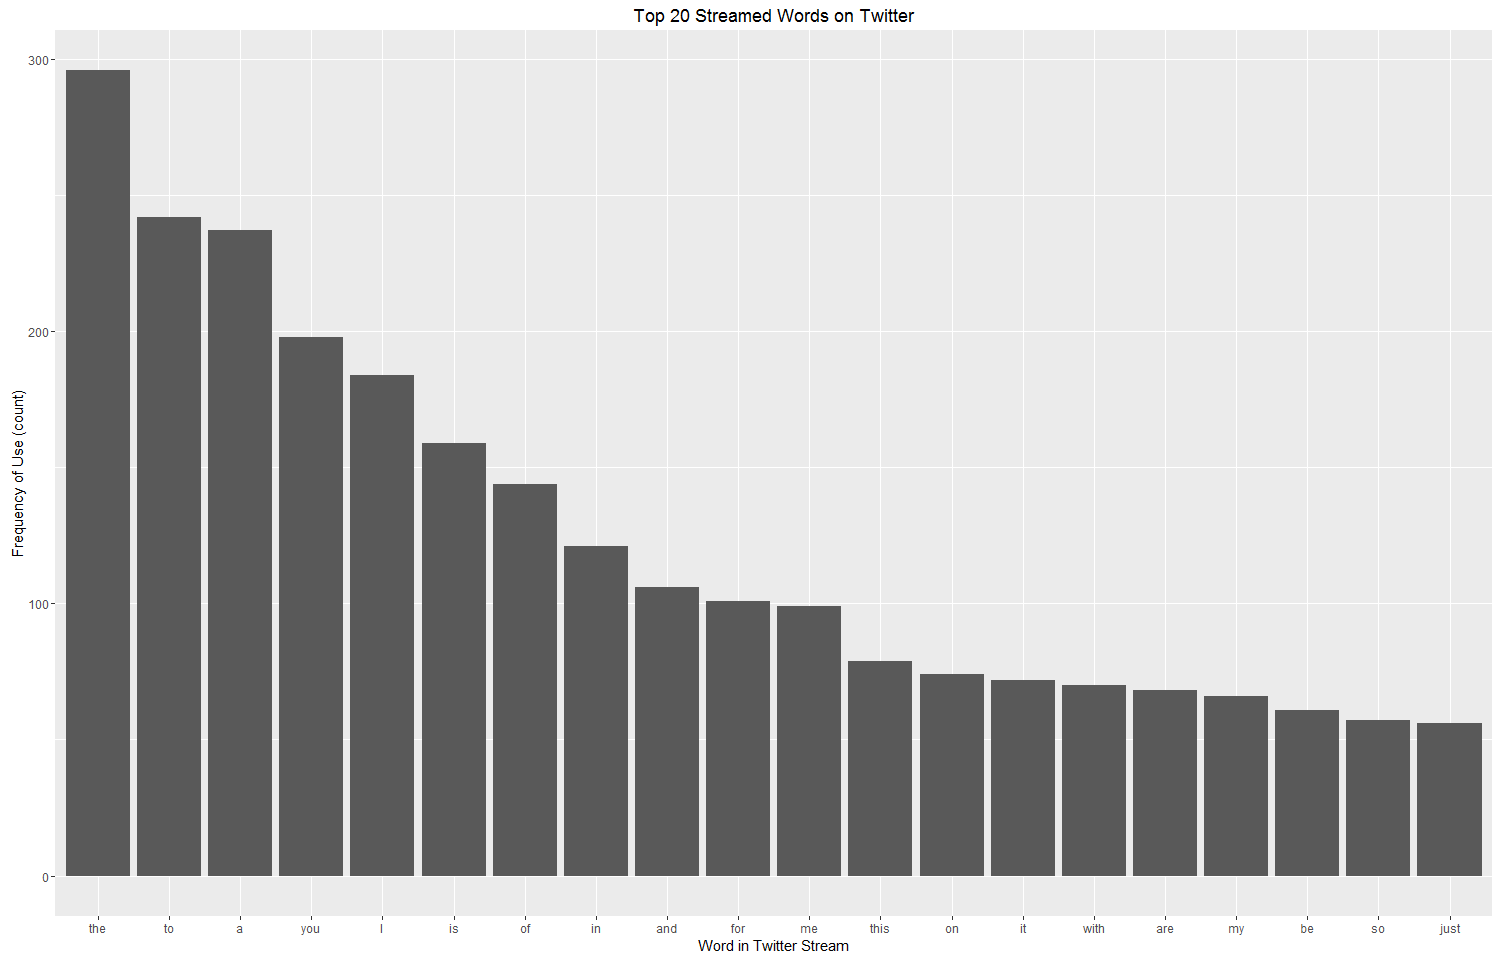 Top 20 Streamed Words on Twitter
300
200
100
0
Frequency of Use (count)
the to a you I is of in and for me this on it with are my be so just
Word in Twitter Stream